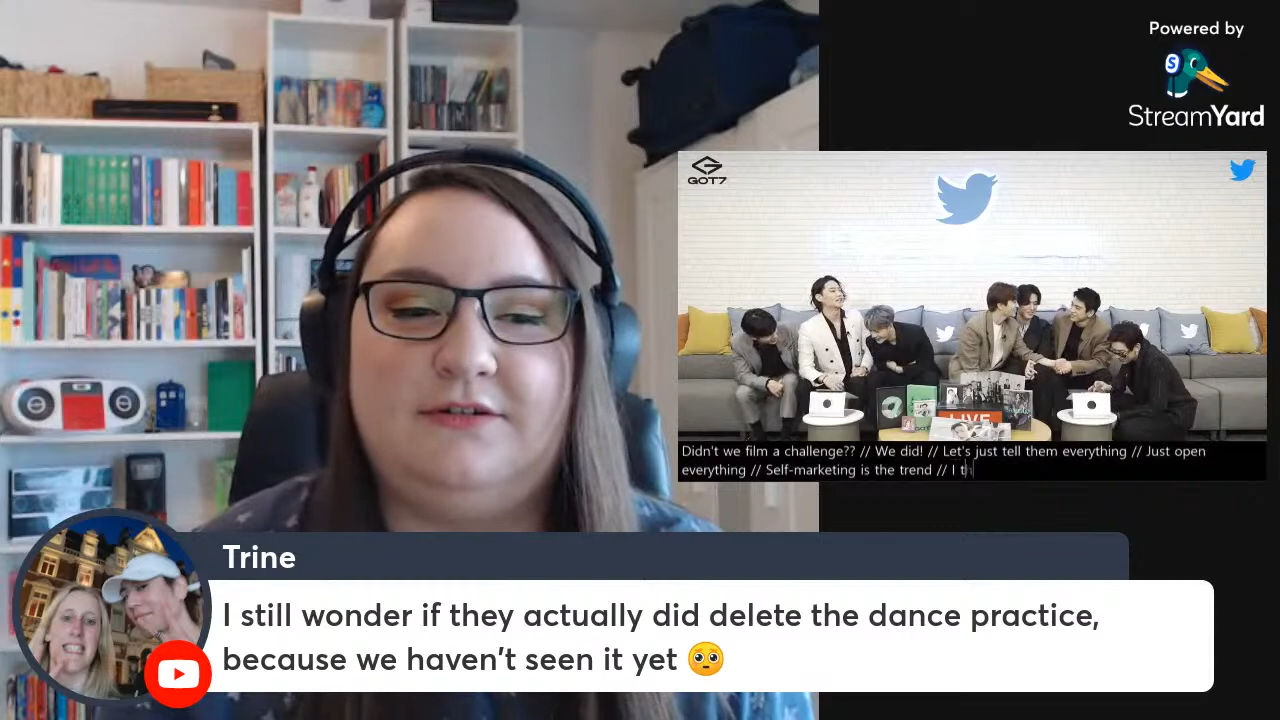 Powered by
StreamYard
GOT7
LIVE
Didn't we film a challenge?? // We did! // Let's just tell them everything // Just open
everything // Self-marketing is the trend // I th
Trine
I still wonder if they actually did delete the dance practice,
because we haven't seen it yet 🥺